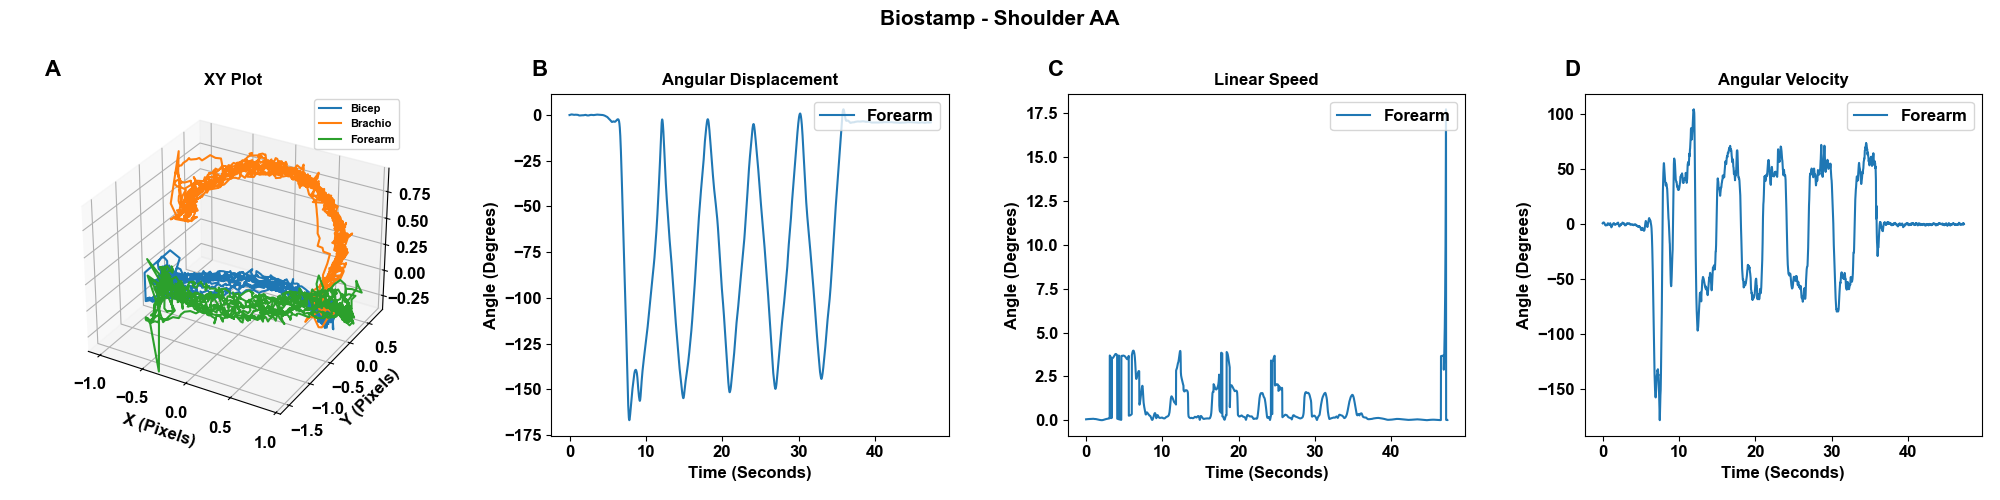 Biostamp - Shoulder AA
A
XY Plot
Bicep
Brachio
Forearm
0.75
0.50
0.25
0.00
−0.25
−1.0
−0.5
0.0
0.5
1.0
X (Pixels)
0.5
0.0
−0.5
−1.0
−1.5
Y (Pixels)
B
Angular Displacement
Forearm
0
−25
−50
−75
−100
−125
−150
−175
Angle (Degrees)
0 10 20 30 40
Time (Seconds)
C
Linear Speed
Forearm
17.5
15.0
12.5
10.0
7.5
5.0
2.5
0.0
Angle (Degrees)
0 10 20 30 40
Time (Seconds)
D
Angular Velocity
Forearm
100
50
0
−50
−100
−150
Angle (Degrees)
0 10 20 30 40
Time (Seconds)